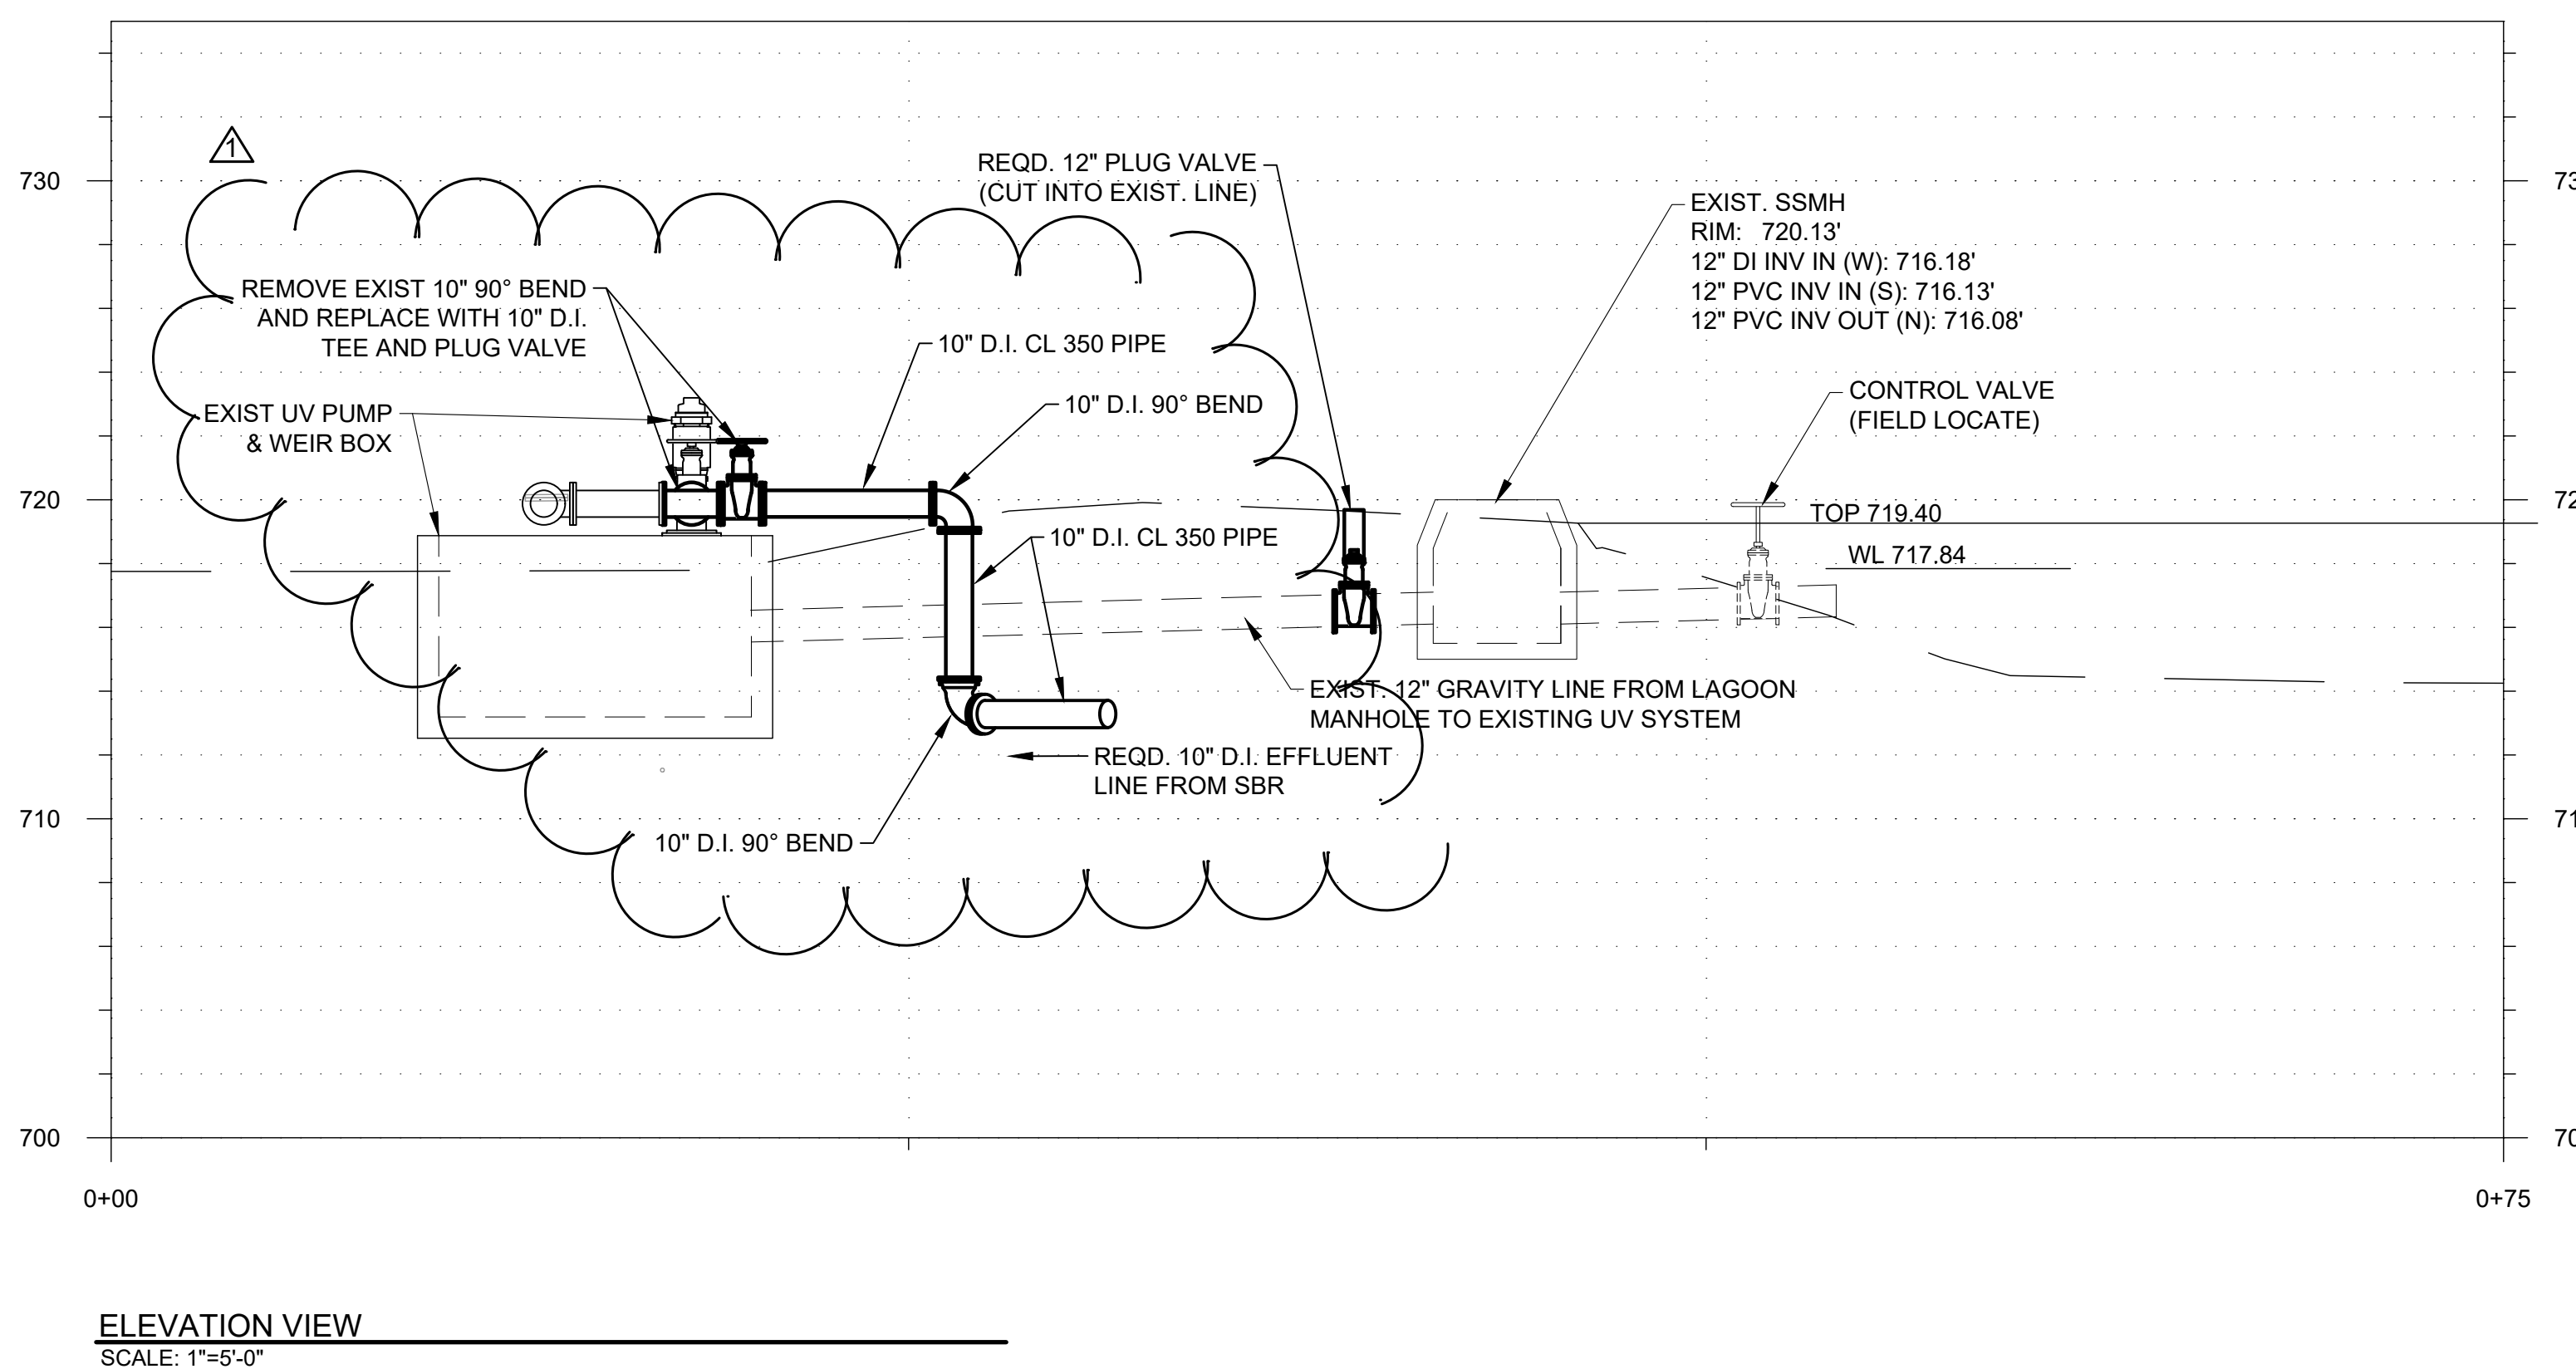 1
730
REQD. 12" PLUG VALVE
(CUT INTO EXIST. LINE)
73
EXIST. SSMH
RIM: 720.13'
12" DI INV IN (W): 716.18'
12" PVC INV IN (S): 716.13'
12" PVC INV OUT (N): 716.08'
REMOVE EXIST 10" 90° BEND
AND REPLACE WITH 10" D.I.
TEE AND PLUG VALVE
10" D.I. CL 350 PIPE
10" D.I. 90° BEND
CONTROL VALVE
(FIELD LOCATE)
EXIST UV PUMP
& WEIR BOX
720
72
TOP 719.40
10" D.I. CL 350 PIPE
WL 717.84
EXIST. 12" GRAVITY LINE FROM LAGOON
MANHOLE TO EXISTING UV SYSTEM
REQD. 10" D.I. EFFLUENT
LINE FROM SBR
710
71
10" D.I. 90° BEND
700
70
0+00
0+75
ELEVATION VIEW
SCALE: 1"=5'-0"